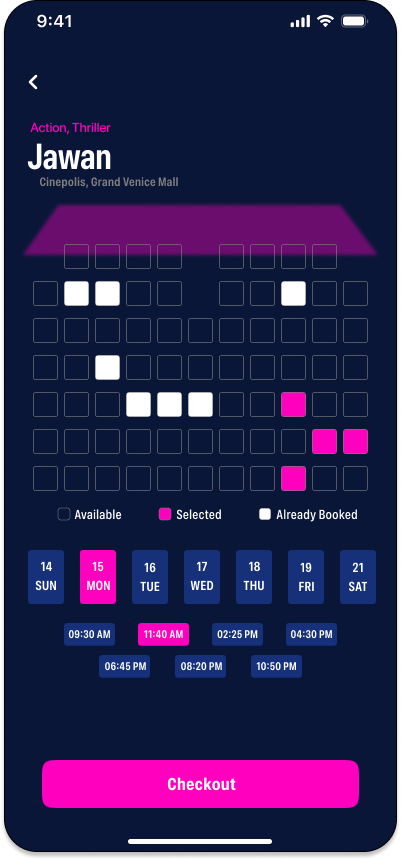 9:41
Action, Thriller
Jawan
Cinepolis, Grand Venice Mall
Available Selected Already Booked
14 15 16 17 18 19 21
SUN MON TUE WED THU FRI SAT
09:30 AM 11:40 AM 02:25 PM 04:30 PM
06:45 PM 08:20 PM 10:50 PM
Checkout